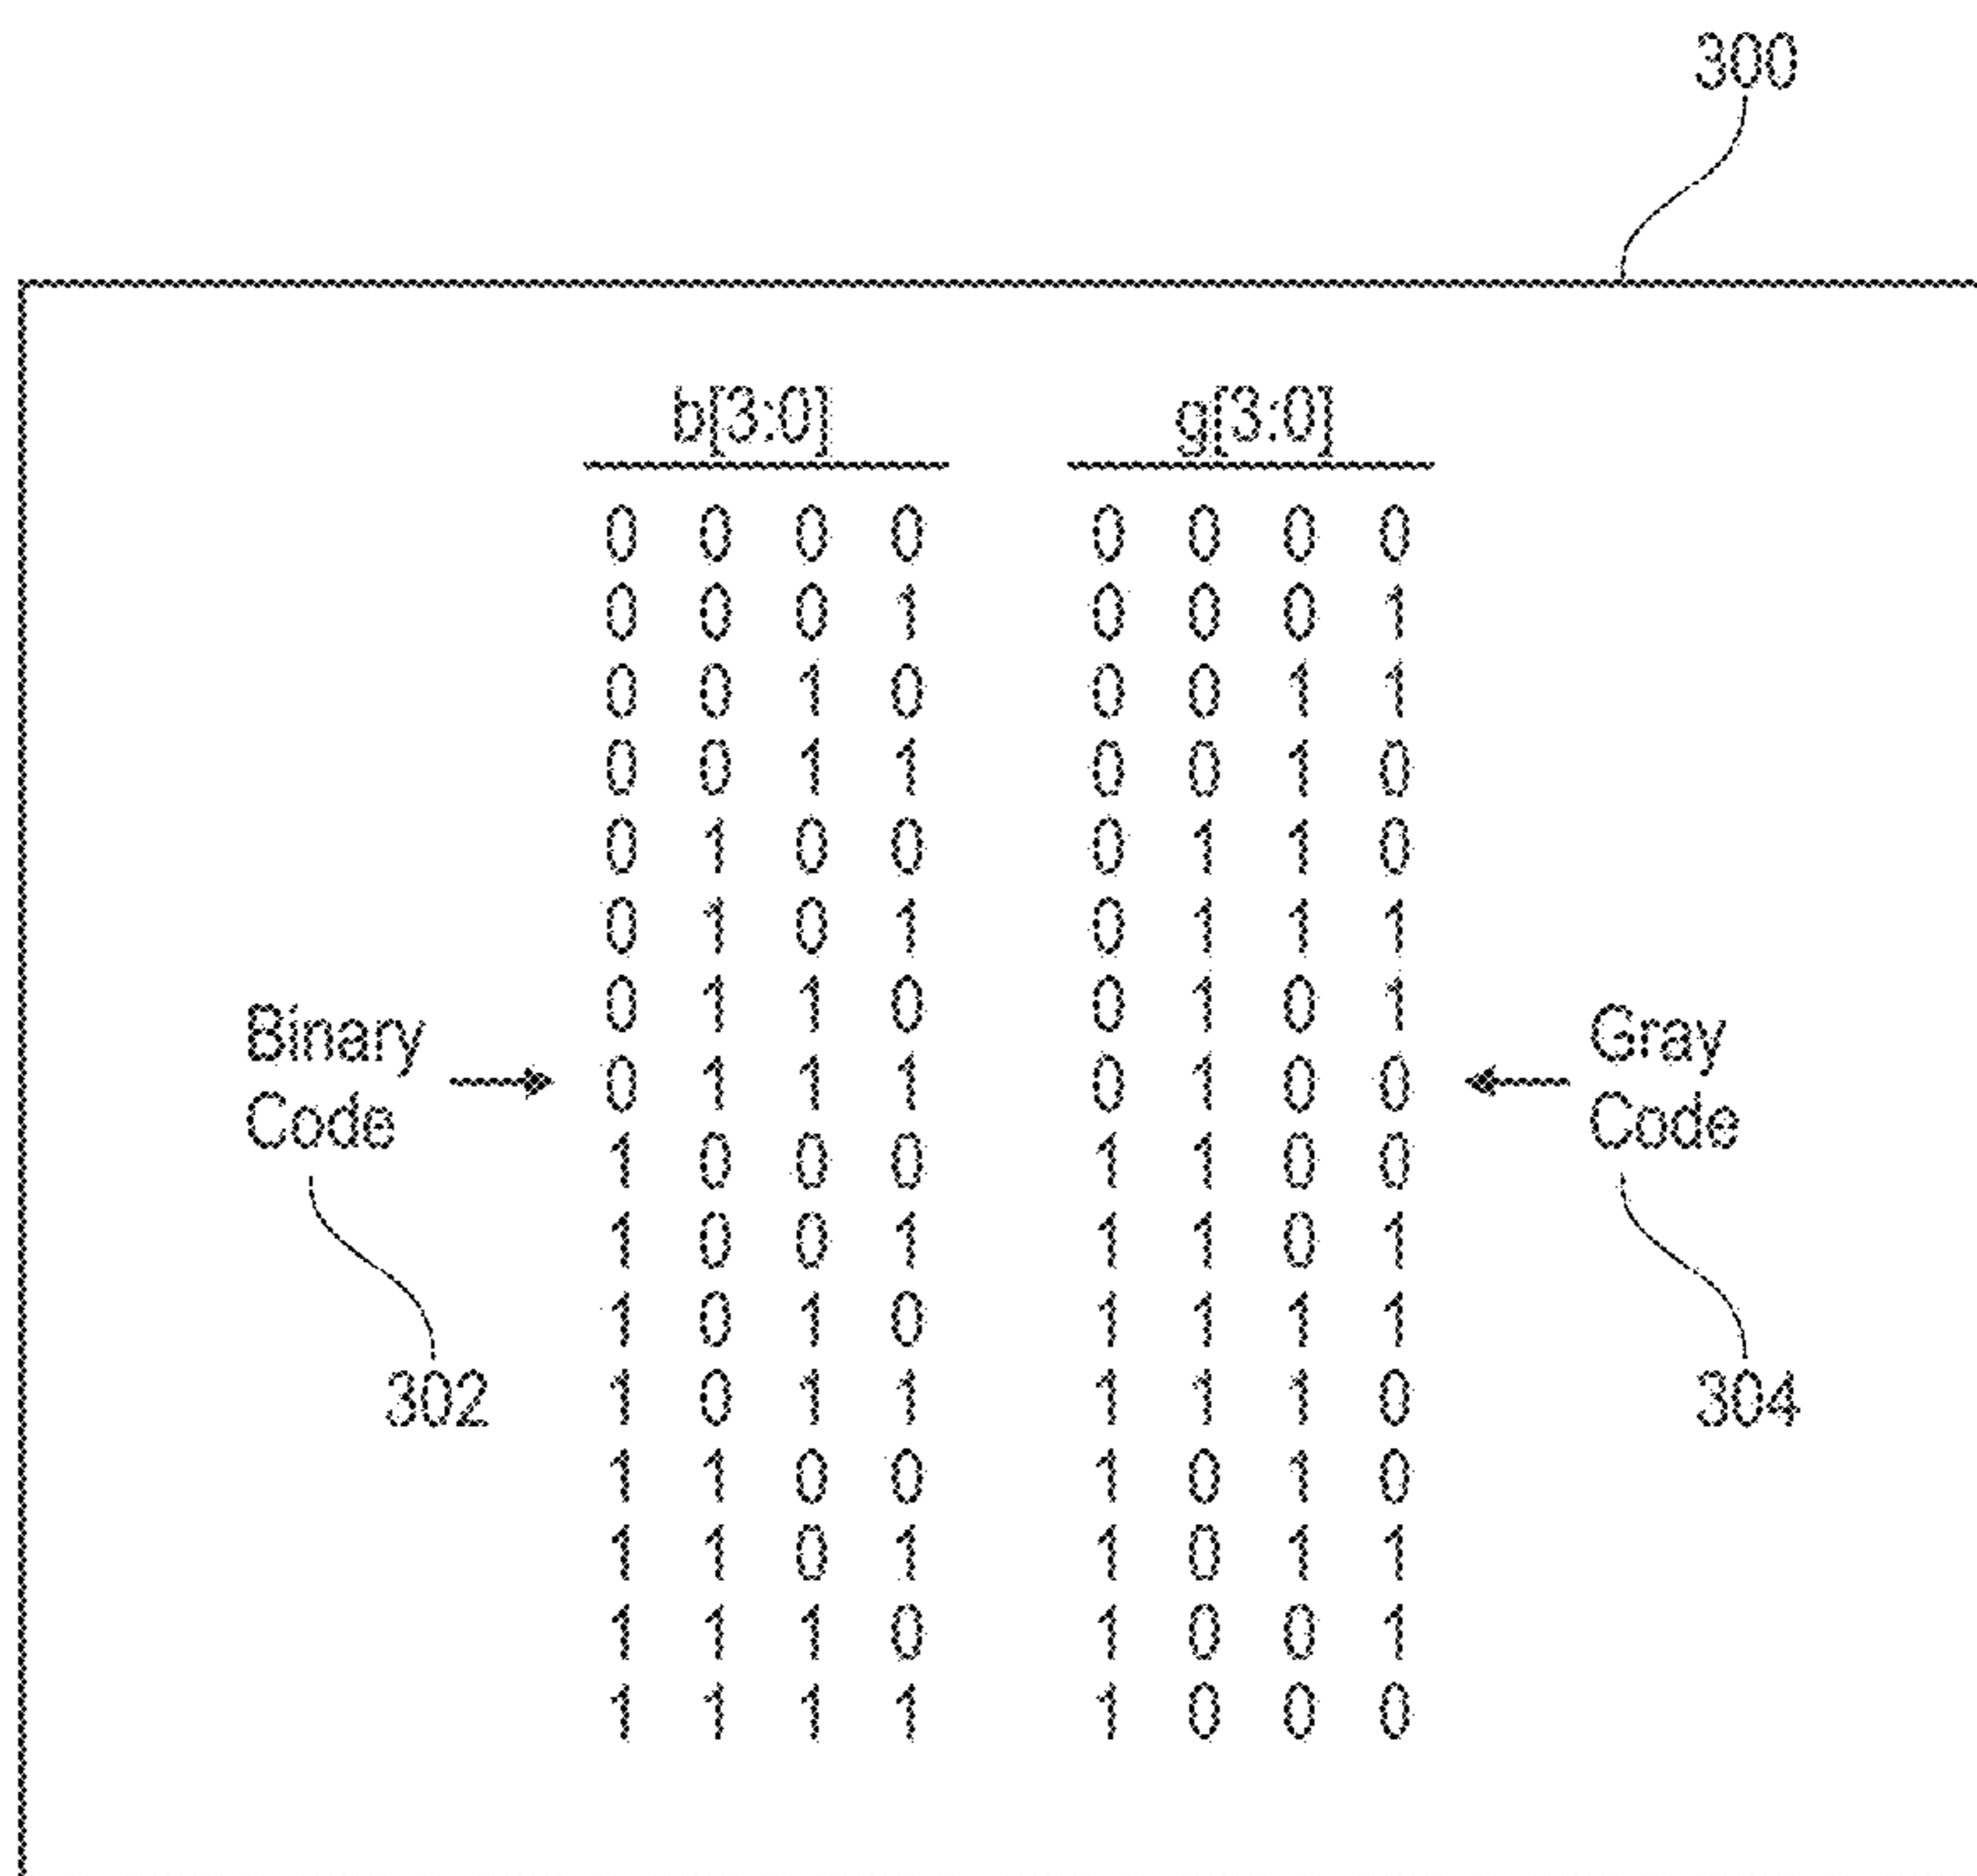 300
b[3:0] g[3:0]
0 0 0 0 0 0 0 0
0 0 0 1 0 0 0 1
0 0 1 0 0 0 1 1
0 0 1 1 0 0 1 0
0 1 0 0 0 1 1 0
0 1 0 1 0 1 1 1
0 1 1 0 0 1 0 1
Binary Code 0 1 1 1 0 1 0 0 Gray Code
1 0 0 0 1 1 0 0
1 0 0 1 1 1 0 1
1 0 1 0 1 1 1 1
302 1 0 1 1 1 1 1 0 304
1 1 0 0 1 0 1 0
1 1 0 1 1 0 1 1
1 1 1 0 1 0 0 1
1 1 1 1 1 0 0 0